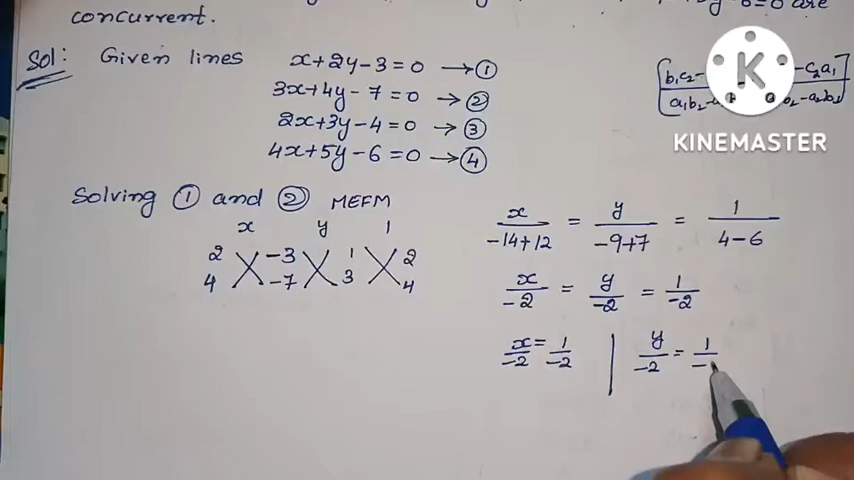 are
concurrent.
Sol: Given lines x+2y-3=0 → ①
3x+4y-7=0 → ②
2x+3y-4=0 → ③
4x+5y-6=0 → ④
KINEMASTER
Solving ① and ② MEFM
x y 1
2 -3 1 2
4 -7 3 4
x/-14+12 = y/-9+7 = 1/4-6
x/-2 = y/-2 = 1/-2
x/-2 = 1/-2 | y/-2 = 1/-